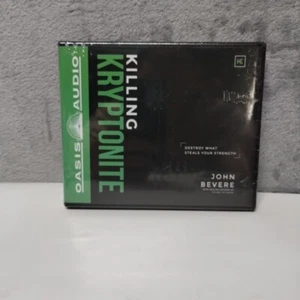 OASIS AUDIO
KILLING
KRYPTONITE
DESTROY WHAT
STEALS YOUR STRENGTH
JOHN
BEVERE